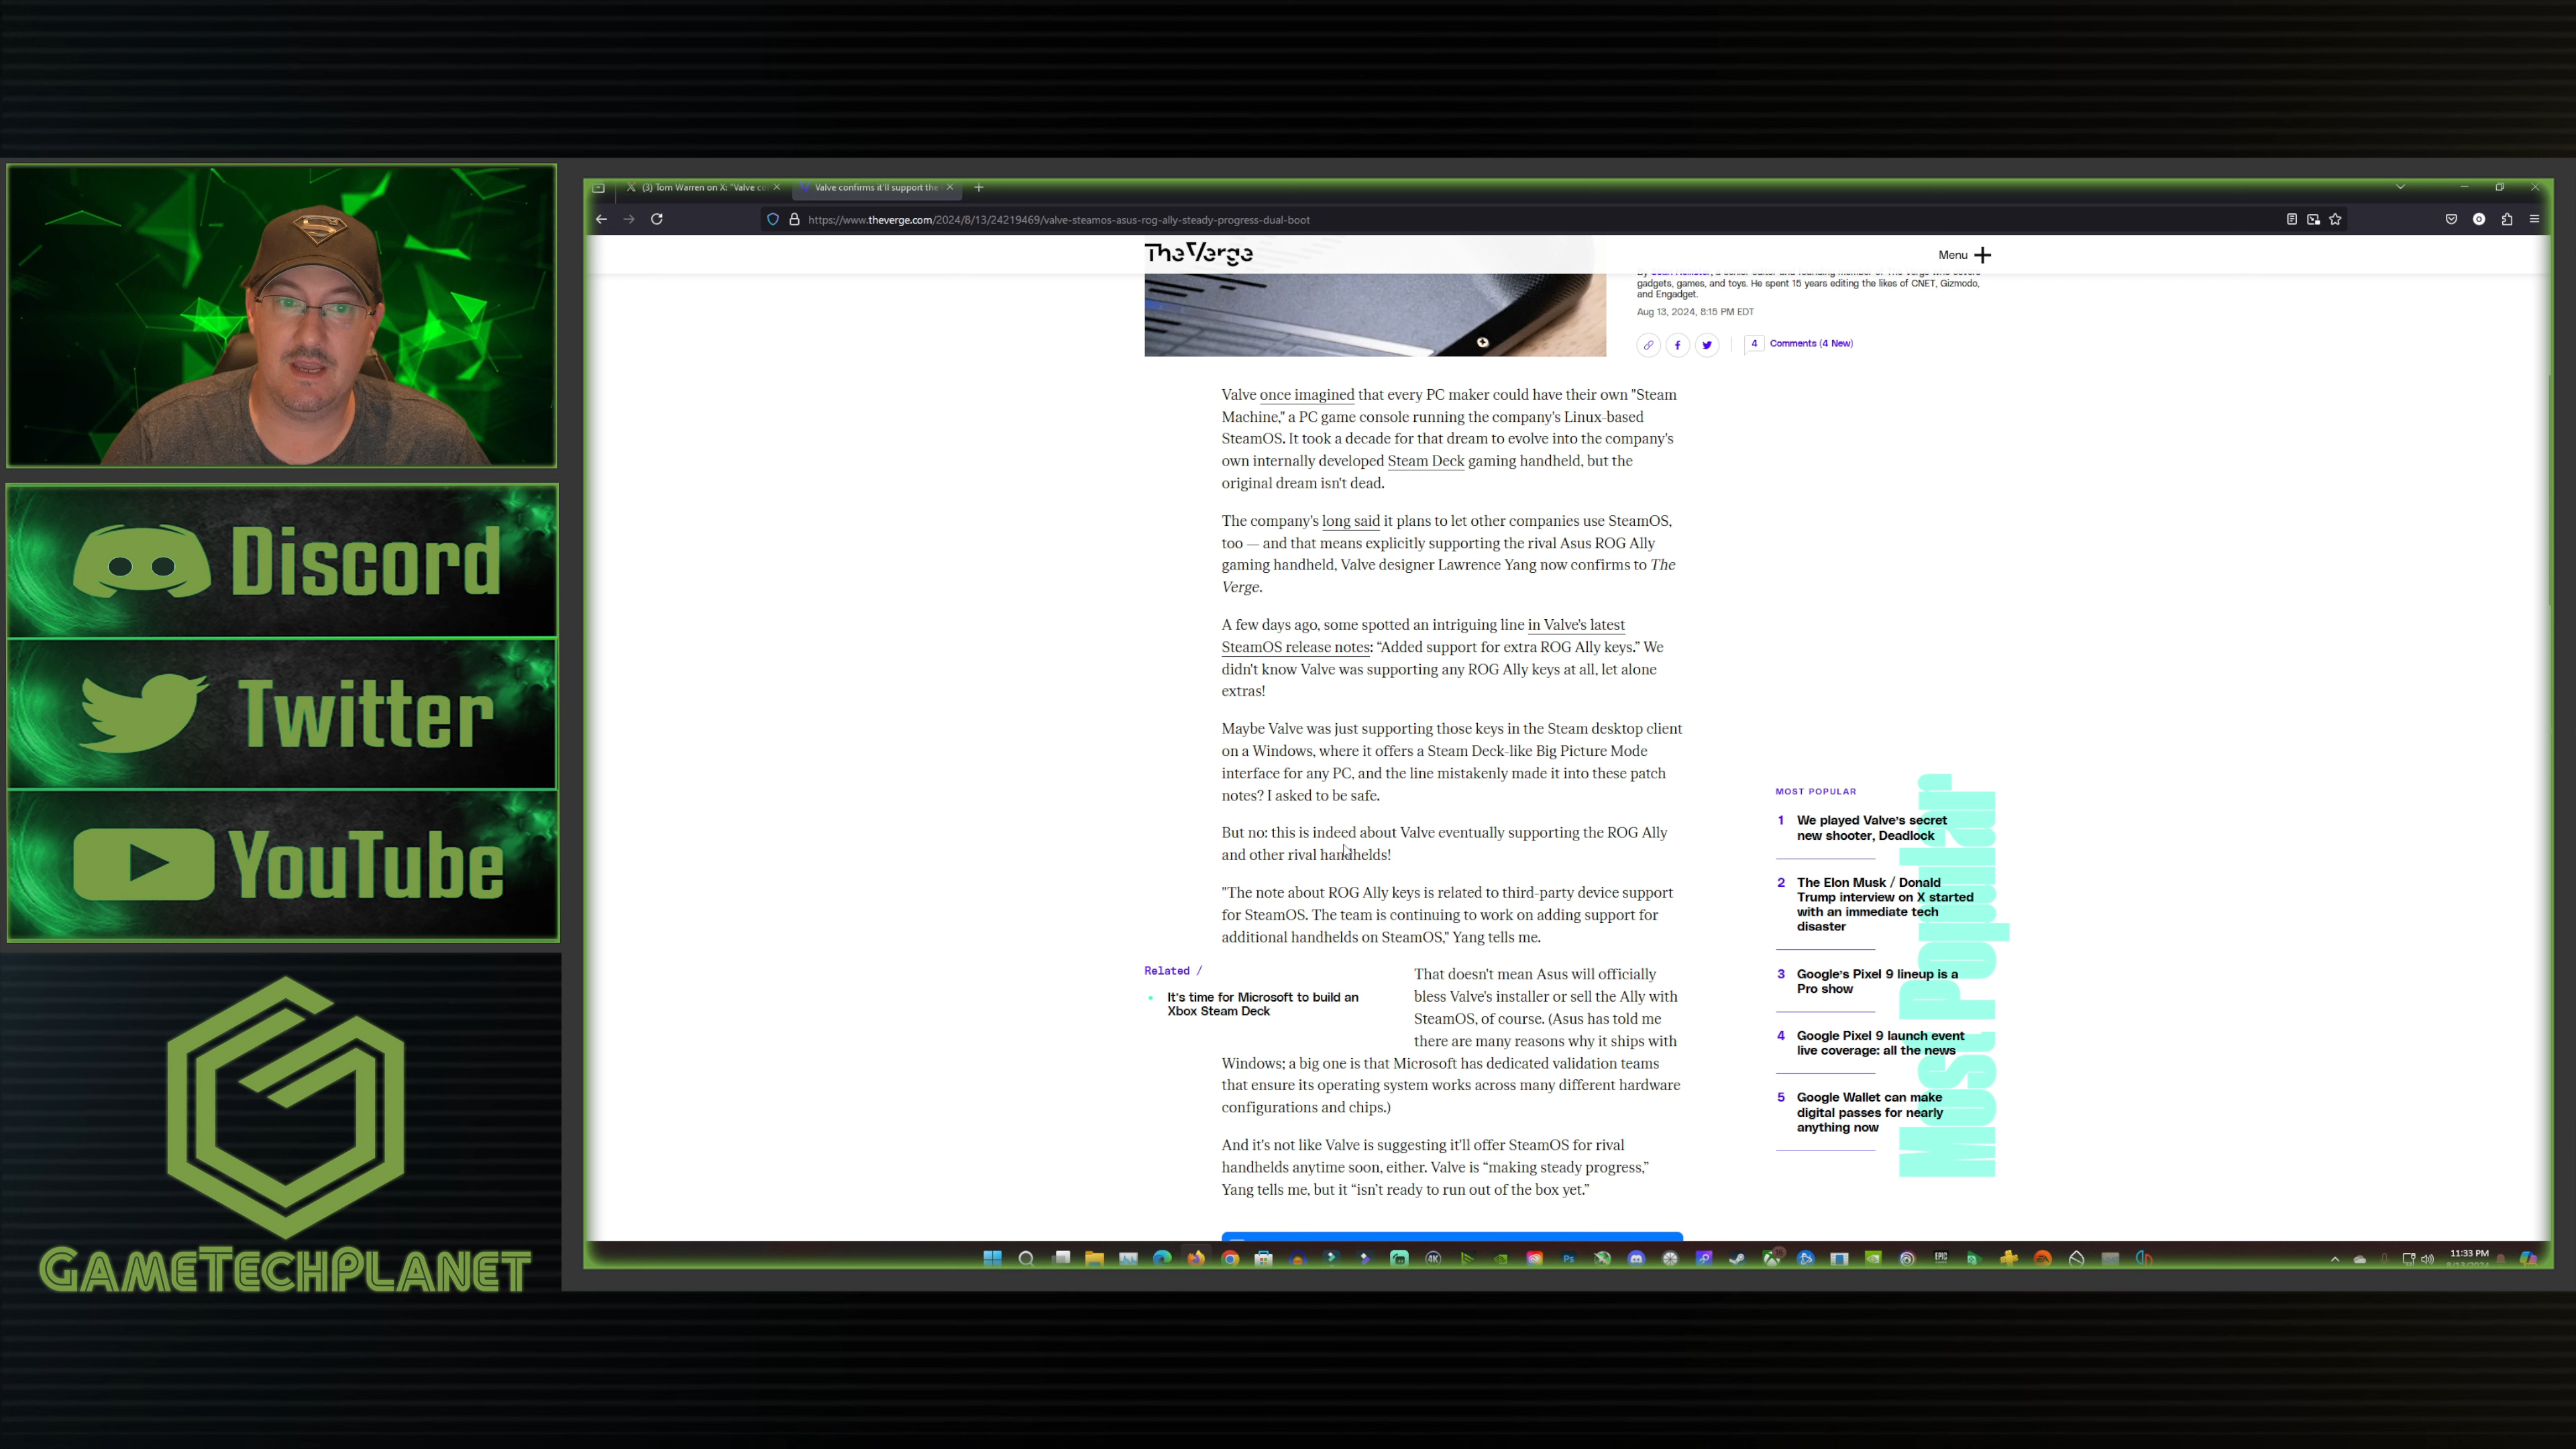 (3) Tom Warren on X: "Valve co
Valve confirms it'll support the
https://www.theverge.com/2024/8/13/24219469/valve-steamos-asus-rog-ally-steady-progress-dual-boot
The Verge
Menu
gadgets, games, and toys. He spent 15 years editing the likes of CNET, Gizmodo,
and Engadget.
Aug 13, 2024, 8:15 PM EDT
4 Comments (4 New)
Valve once imagined that every PC maker could have their own "Steam
Machine," a PC game console running the company's Linux-based
SteamOS. It took a decade for that dream to evolve into the company's
own internally developed Steam Deck gaming handheld, but the
original dream isn't dead.
The company's long said it plans to let other companies use SteamOS,
too — and that means explicitly supporting the rival Asus ROG Ally
gaming handheld, Valve designer Lawrence Yang now confirms to The
Verge.
A few days ago, some spotted an intriguing line in Valve's latest
SteamOS release notes: “Added support for extra ROG Ally keys.” We
didn't know Valve was supporting any ROG Ally keys at all, let alone
extras!
Maybe Valve was just supporting those keys in the Steam desktop client
on a Windows, where it offers a Steam Deck-like Big Picture Mode
interface for any PC, and the line mistakenly made it into these patch
notes? I asked to be safe.
But no: this is indeed about Valve eventually supporting the ROG Ally
and other rival handhelds!
"The note about ROG Ally keys is related to third-party device support
for SteamOS. The team is continuing to work on adding support for
additional handhelds on SteamOS," Yang tells me.
Related /
It's time for Microsoft to build an
Xbox Steam Deck
That doesn't mean Asus will officially
bless Valve's installer or sell the Ally with
SteamOS, of course. (Asus has told me
there are many reasons why it ships with
Windows; a big one is that Microsoft has dedicated validation teams
that ensure its operating system works across many different hardware
configurations and chips.)
And it's not like Valve is suggesting it'll offer SteamOS for rival
handhelds anytime soon, either. Valve is “making steady progress,”
Yang tells me, but it “isn't ready to run out of the box yet.”
MOST POPULAR
Most Popular
1 We played Valve's secret
new shooter, Deadlock
2 The Elon Musk / Donald
Trump interview on X started
with an immediate tech
disaster
3 Google's Pixel 9 lineup is a
Pro show
4 Google Pixel 9 launch event
live coverage: all the news
5 Google Wallet can make
digital passes for nearly
anything now
Discord
Twitter
YouTube
GAMETECHPLANET
4K
Ps
EPIC
11:33 PM